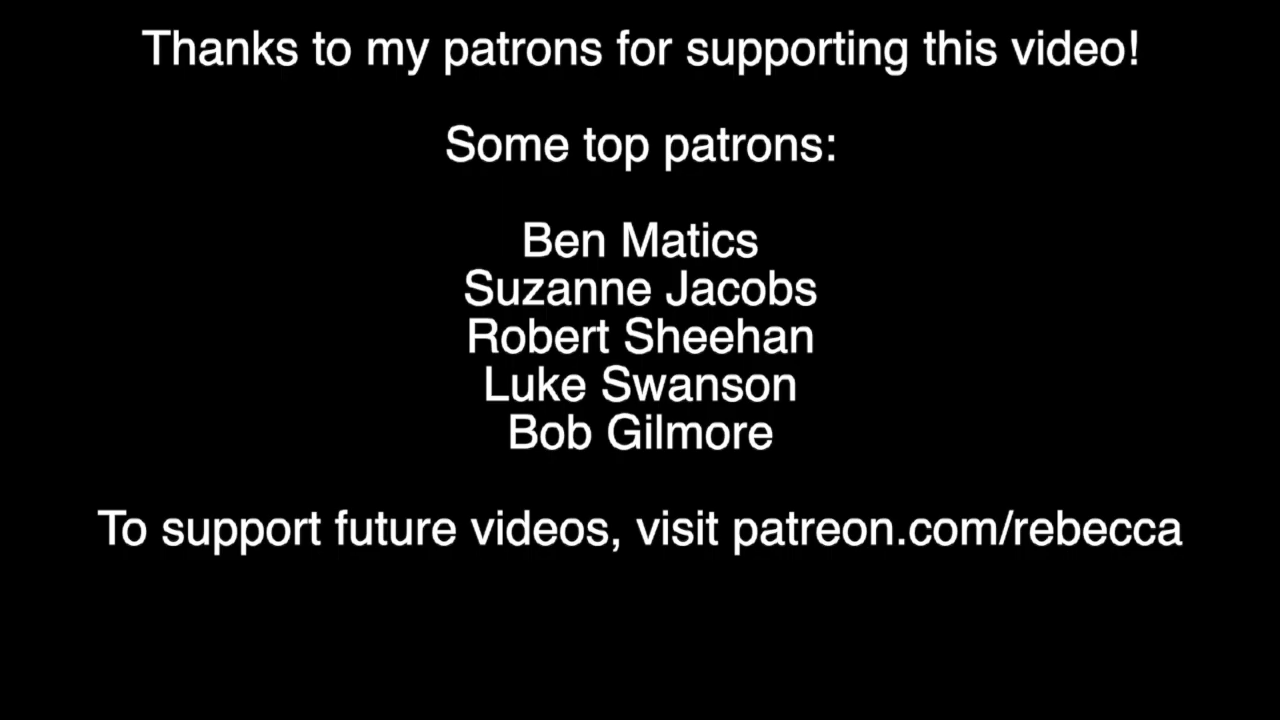 Thanks to my patrons for supporting this video!
Some top patrons:
Ben Matics
Suzanne Jacobs
Robert Sheehan
Luke Swanson
Bob Gilmore
To support future videos, visit patreon.com/rebecca